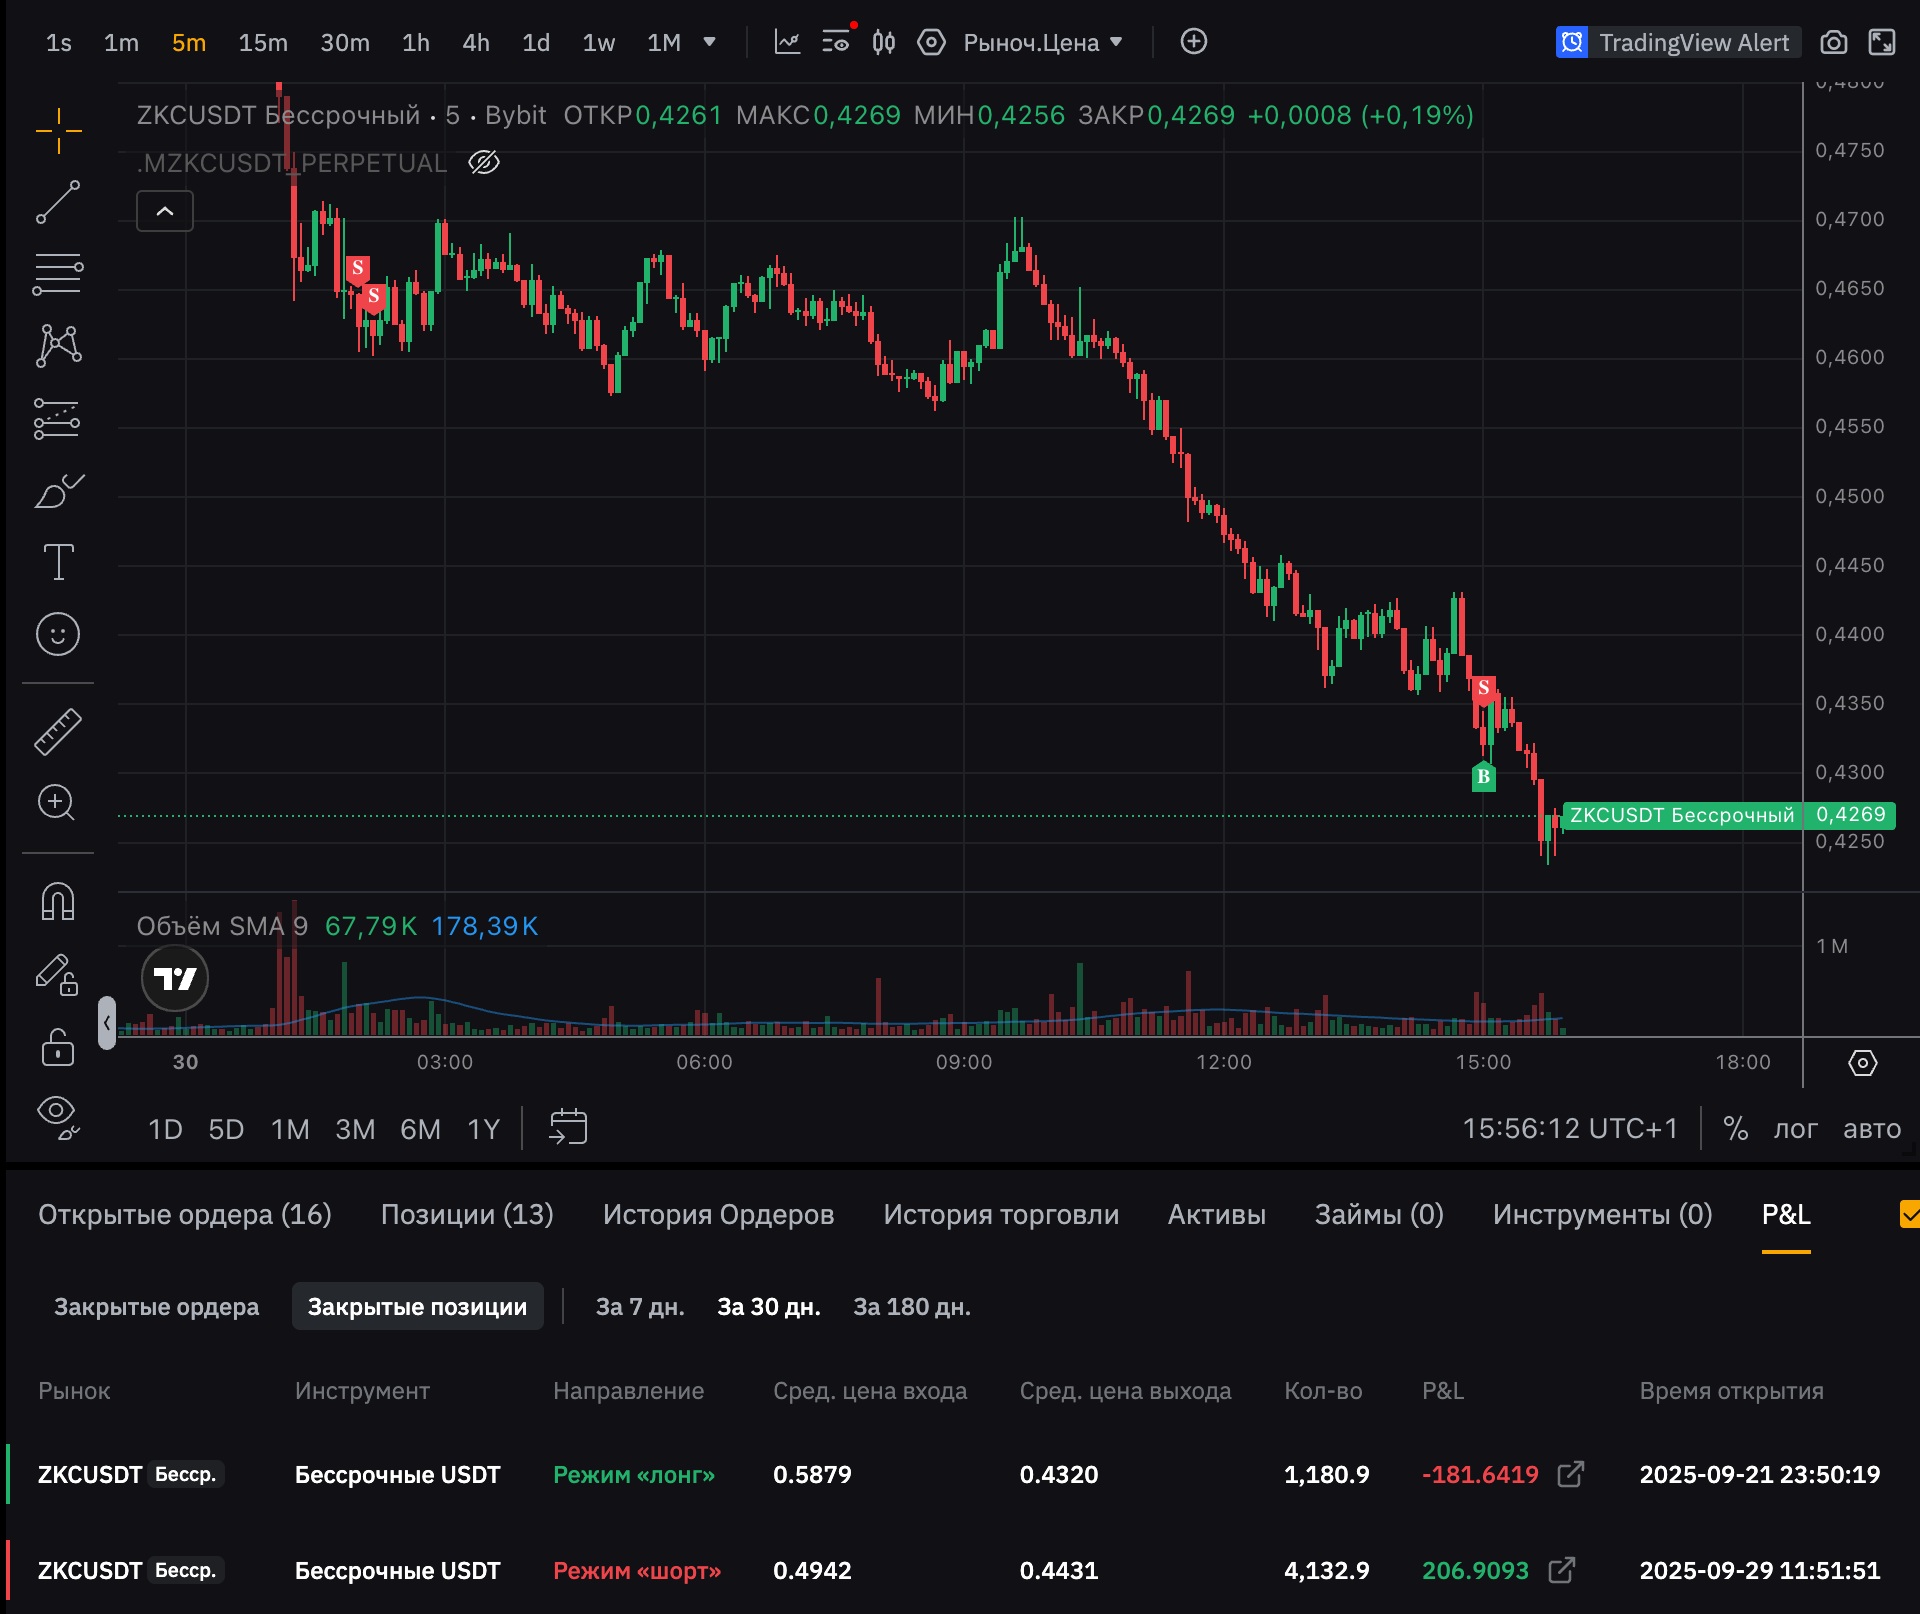 1s 1m 5m 15m 30m 1h 4h 1d 1w 1M Рыноч.Цена TradingView Alert
ZKCUSDT Бессрочный · 5 · Bybit ОТКР0,4261 МАКС0,4269 МИН0,4256 ЗАКР0,4269 +0,0008 (+0,19%)
.MZKCUSDT_PERPETUAL
0,4800
0,4750
0,4700
0,4650
0,4600
0,4550
0,4500
0,4450
0,4400
0,4350
0,4300
0,4250
S
S
S
B
ZKCUSDT Бессрочный 0,4269
Объём SMA 9 67,79K 178,39K
1M
30 03:00 06:00 09:00 12:00 15:00 18:00
1D 5D 1M 3M 6M 1Y 15:56:12 UTC+1 % лог авто
Открытые ордера (16) Позиции (13) История Ордеров История торговли Активы Займы (0) Инструменты (0) P&L
Закрытые ордера Закрытые позиции За 7 дн. За 30 дн. За 180 дн.
Рынок Инструмент Направление Сред. цена входа Сред. цена выхода Кол-во P&L Время открытия
ZKCUSDT Бесср. Бессрочные USDT Режим «лонг» 0.5879 0.4320 1,180.9 -181.6419 2025-09-21 23:50:19
ZKCUSDT Бесср. Бессрочные USDT Режим «шорт» 0.4942 0.4431 4,132.9 206.9093 2025-09-29 11:51:51